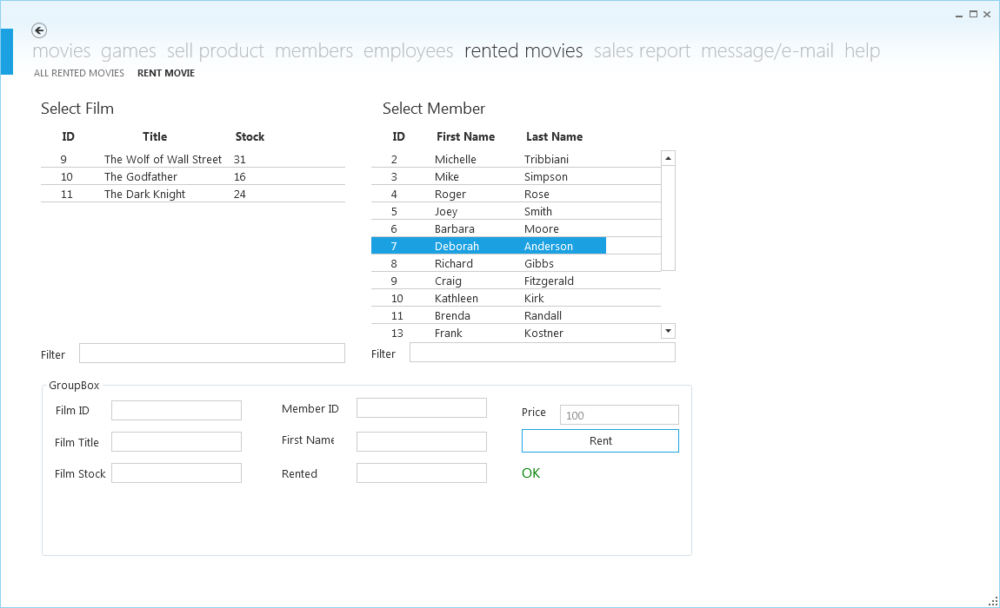 movies games sell product members employees rented movies sales report message/e-mail help
ALL RENTED MOVIES RENT MOVIE
Select Film
ID Title Stock
9 The Wolf of Wall Street 31
10 The Godfather 16
11 The Dark Knight 24
Filter
Select Member
ID First Name Last Name
2 Michelle Tribbiani
3 Mike Simpson
4 Roger Rose
5 Joey Smith
6 Barbara Moore
7 Deborah Anderson
8 Richard Gibbs
9 Craig Fitzgerald
10 Kathleen Kirk
11 Brenda Randall
13 Frank Kostner
Filter
GroupBox
Film ID
Film Title
Film Stock
Member ID
First Name
Rented
Price 100
Rent
OK